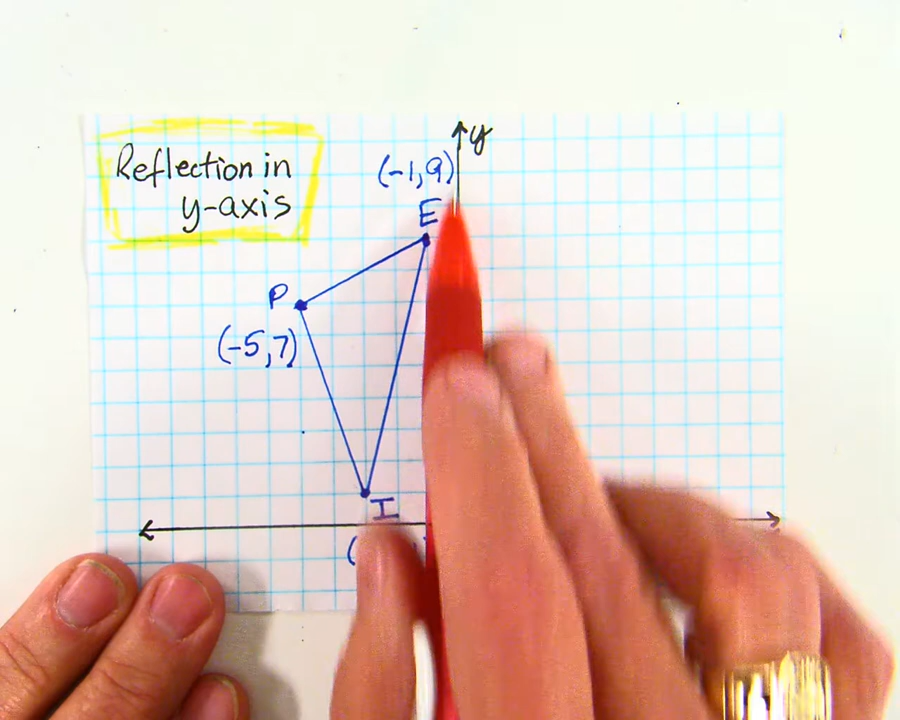 Reflection in
y-axis
y
(-1,9)
E
P
(-5,7)
I
(